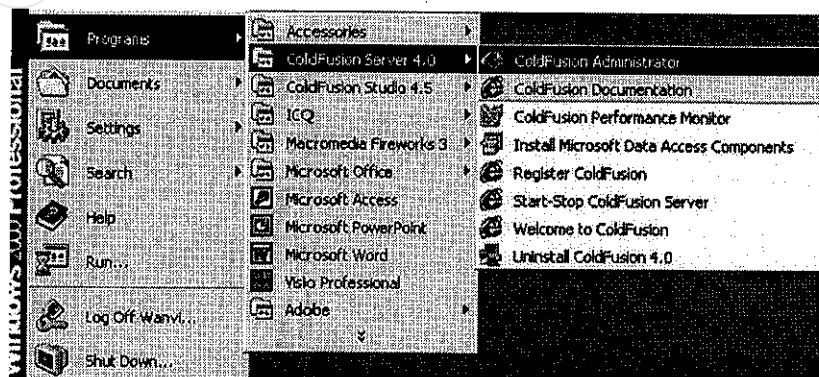 Windows 2000 Professional
Programs
Documents
Settings
Search
Help
Run...
Log Off Wanvi...
Shut Down...
Accessories
ColdFusion Server 4.0
ColdFusion Studio 4.5
ICQ
Macromedia Fireworks 3
Microsoft Office
Microsoft Access
Microsoft PowerPoint
Microsoft Word
Visio Professional
Adobe
ColdFusion Administrator
ColdFusion Documentation
ColdFusion Performance Monitor
Install Microsoft Data Access Components
Register ColdFusion
Start-Stop ColdFusion Server
Welcome to ColdFusion
Uninstall ColdFusion 4.0